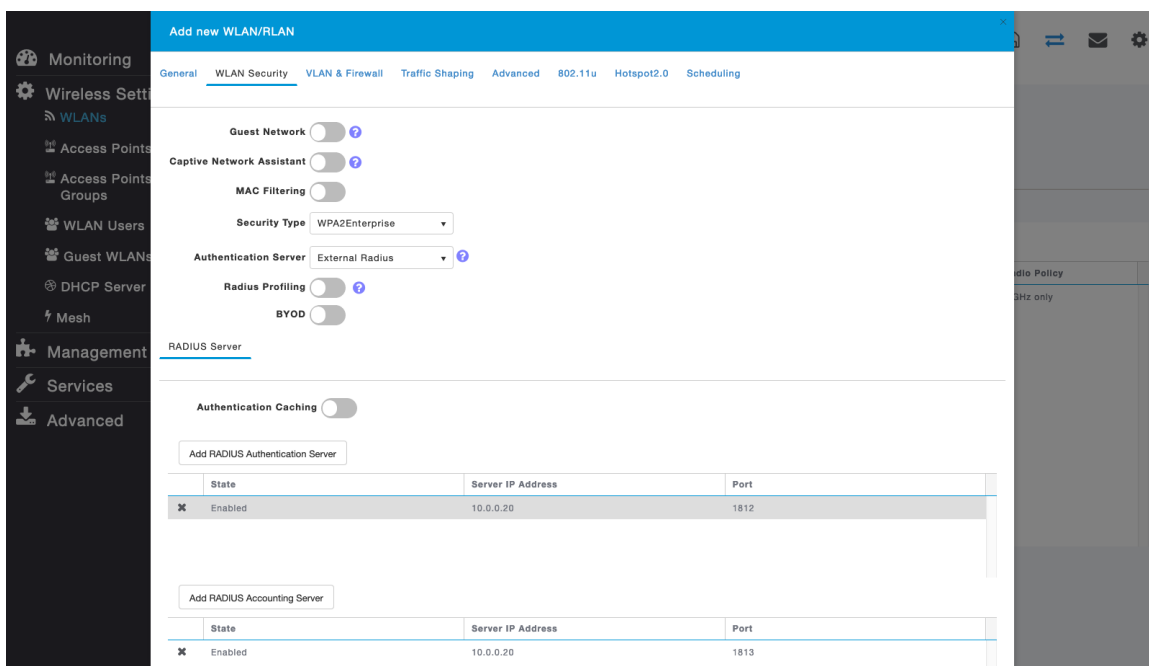 Add new WLAN/RLAN
×
Monitoring
Wireless Setti
WLANs
Access Points
Access Points
Groups
WLAN Users
Guest WLANs
DHCP Server
Mesh
Management
Services
Advanced
General WLAN Security VLAN & Firewall Traffic Shaping Advanced 802.11u Hotspot2.0 Scheduling
Guest Network ?
Captive Network Assistant ?
MAC Filtering
Security Type WPA2Enterprise
Authentication Server External Radius ?
Radius Profiling ?
BYOD
RADIUS Server
Authentication Caching
Add RADIUS Authentication Server
State Server IP Address Port
Enabled 10.0.0.20 1812
Add RADIUS Accounting Server
State Server IP Address Port
Enabled 10.0.0.20 1813
dio Policy
GHz only